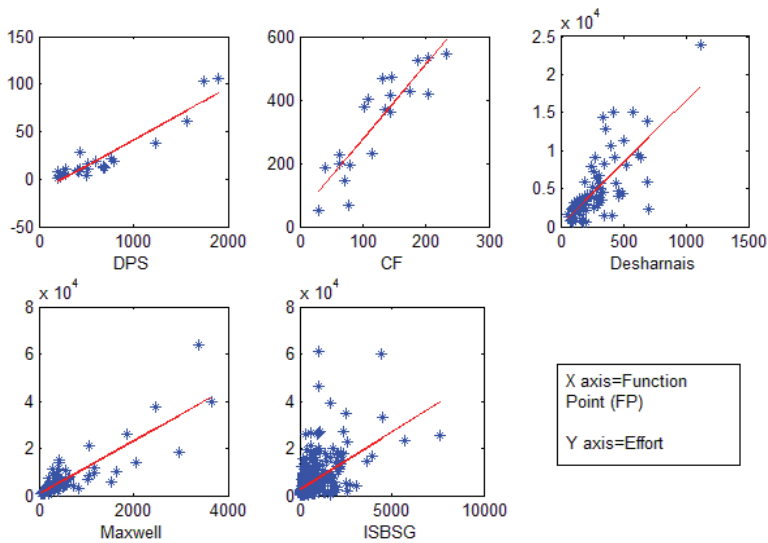 150
100
50
0
-50
0 1000 2000
DPS
600
400
200
0
0 100 200 300
CF
x 10^4
2.5
2
1.5
1
0.5
0
0 500 1000 1500
Desharnais
x 10^4
8
6
4
2
0
0 2000 4000
Maxwell
x 10^4
8
6
4
2
0
0 5000 10000
ISBSG
X axis=Function
Point (FP)
Y axis=Effort